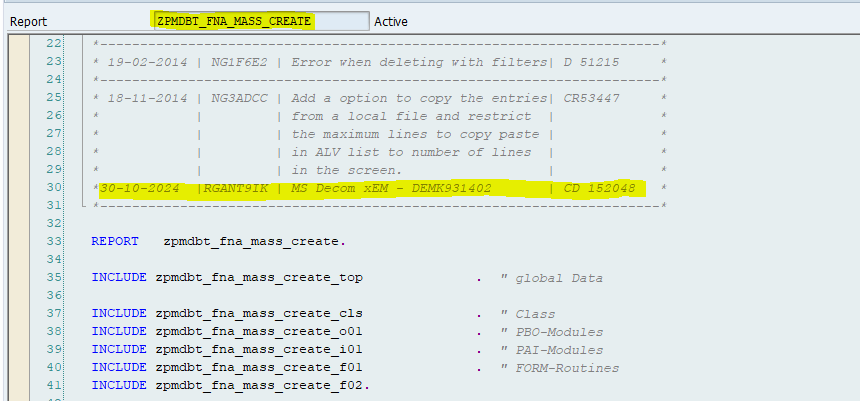 Report ZPMDBT_FNA_MASS_CREATE Active
22 *----------------------------------------------------------------------*
23 * 19-02-2014 | NG1F6E2 | Error when deleting with filters| D 51215 *
24 *----------------------------------------------------------------------*
25 * 18-11-2014 | NG3ADCC | Add a option to copy the entries| CR53447 *
26 * | | from a local file and restrict | *
27 * | | the maximum lines to copy paste | *
28 * | | in ALV list to number of lines | *
29 * | | in the screen. | *
30 *30-10-2024 |RGANT9IK | MS Decom xEM - DEMK931402 | CD 152048 *
31 *----------------------------------------------------------------------*
32
33 REPORT zpmdbt_fna_mass_create.
34
35 INCLUDE zpmdbt_fna_mass_create_top . " global Data
36
37 INCLUDE zpmdbt_fna_mass_create_cls . " Class
38 INCLUDE zpmdbt_fna_mass_create_o01 . " PBO-Modules
39 INCLUDE zpmdbt_fna_mass_create_i01 . " PAI-Modules
40 INCLUDE zpmdbt_fna_mass_create_f01 . " FORM-Routines
41 INCLUDE zpmdbt_fna_mass_create_f02.